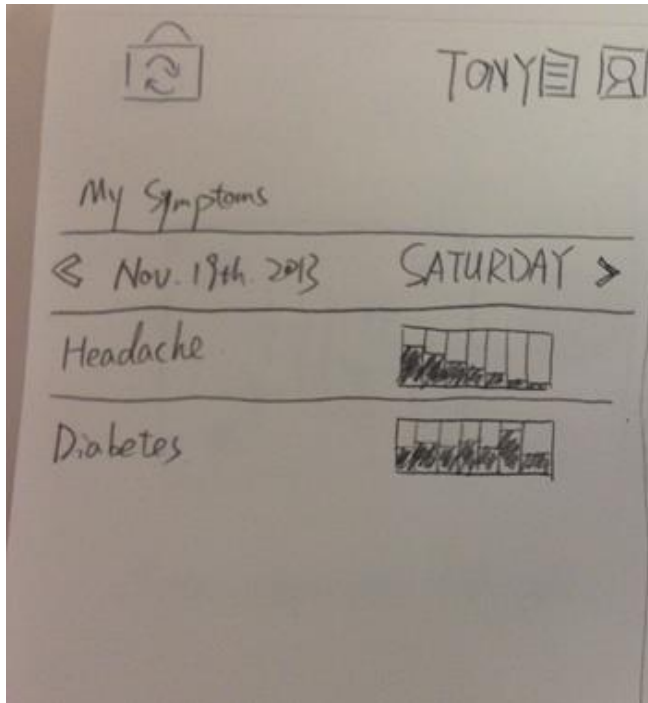 TONY
My Symptoms
Nov. 19th. 2013 SATURDAY
Headache
Diabetes